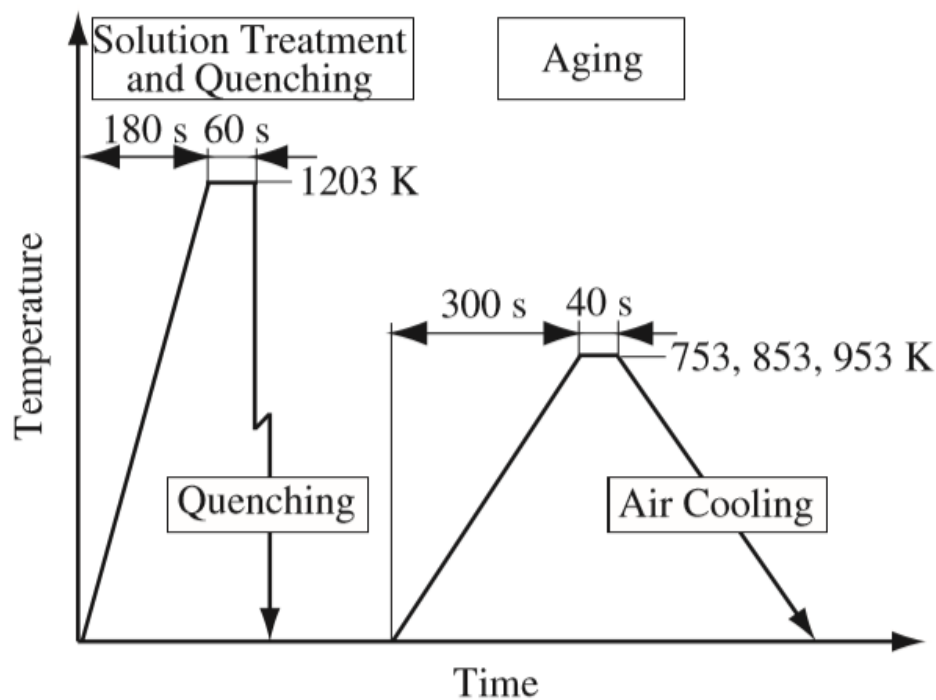 Solution Treatment
and Quenching
Aging
180 s 60 s
1203 K
300 s 40 s
753, 853, 953 K
Temperature
Quenching
Air Cooling
Time